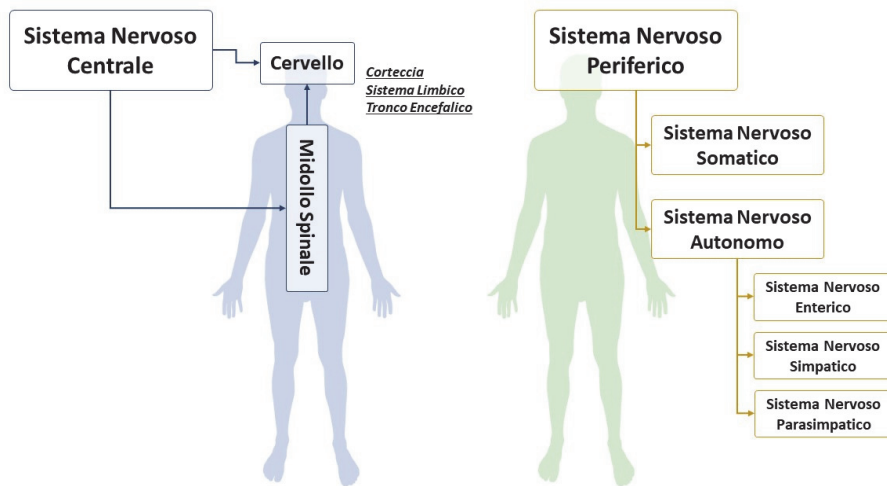 Sistema Nervoso
Centrale
Cervello
Corteccia
Sistema Limbico
Tronco Encefalico
Midollo Spinale
Sistema Nervoso
Periferico
Sistema Nervoso
Somatico
Sistema Nervoso
Autonomo
Sistema Nervoso
Enterico
Sistema Nervoso
Simpatico
Sistema Nervoso
Parasimpatico